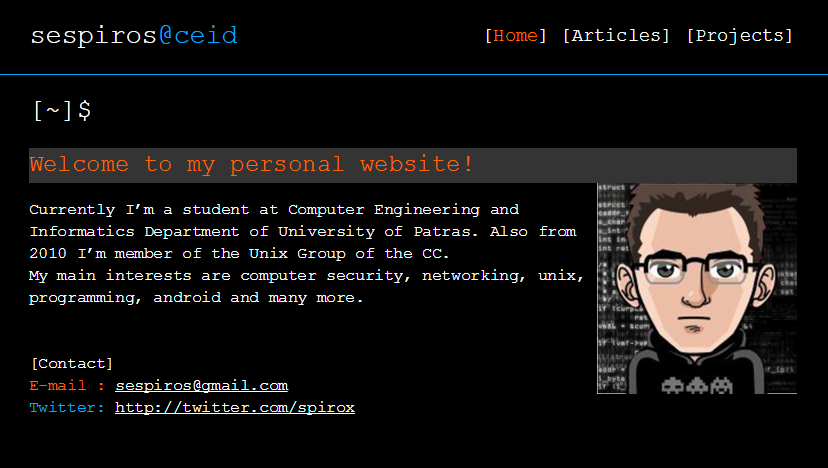 sespiros@ceid
[Home] [Articles] [Projects]
[~]$
Welcome to my personal website!
Currently I’m a student at Computer Engineering and
Informatics Department of University of Patras. Also from
2010 I’m member of the Unix Group of the CC.
My main interests are computer security, networking, unix,
programming, android and many more.
[Contact]
E-mail : sespiros@gmail.com
Twitter: http://twitter.com/spirox